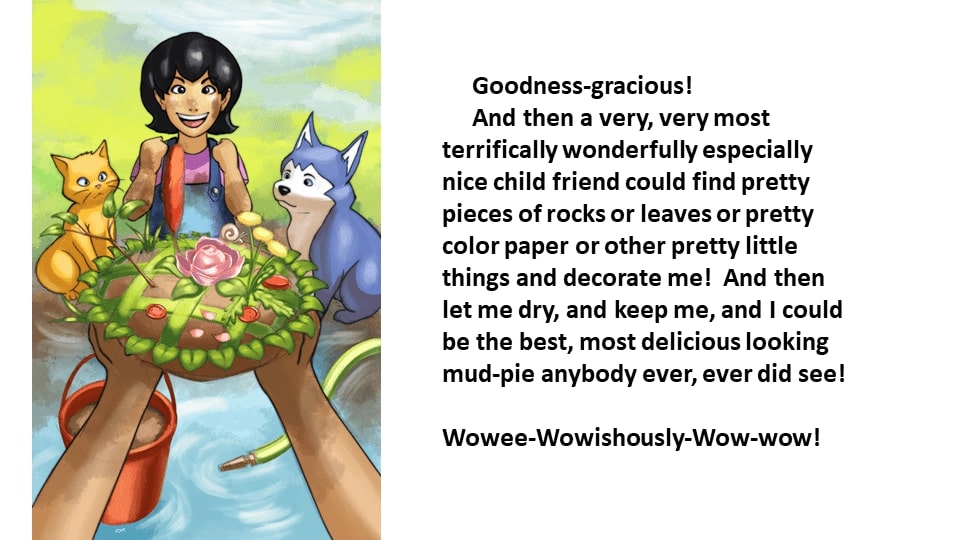 Goodness-gracious!
And then a very, very most
terrifically wonderfully especially
nice child friend could find pretty
pieces of rocks or leaves or pretty
color paper or other pretty little
things and decorate me!  And then
let me dry, and keep me, and I could
be the best, most delicious looking
mud-pie anybody ever, ever did see!
Wowee-Wowishously-Wow-wow!